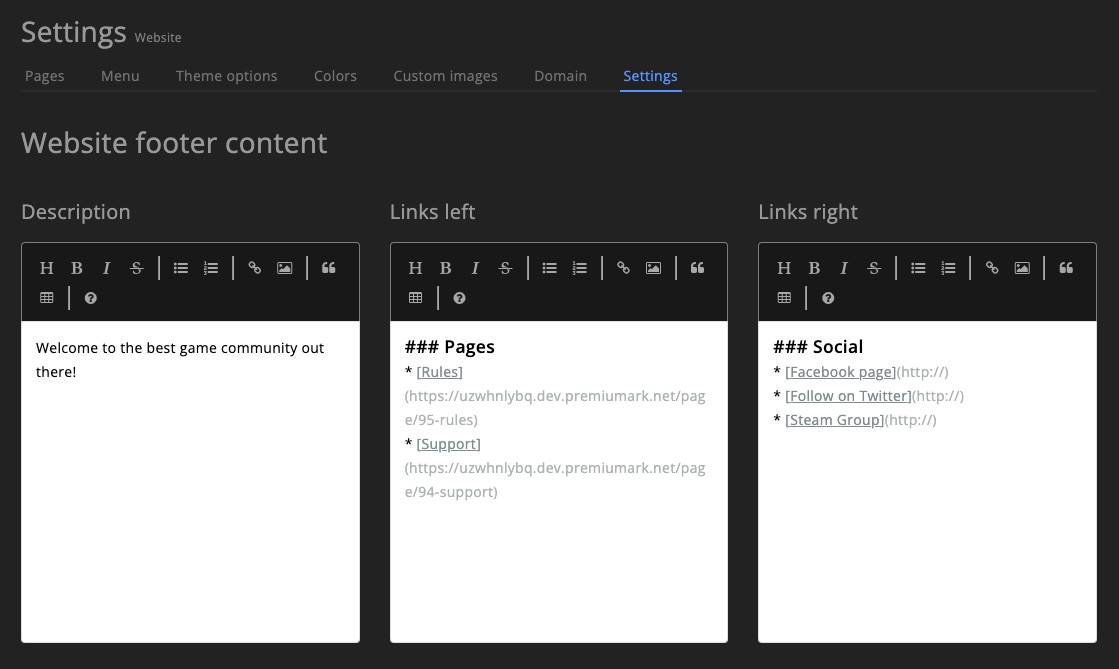 Settings Website
Pages Menu Theme options Colors Custom images Domain Settings
Website footer content
Description
Welcome to the best game community out
there!
Links left
### Pages
* [Rules]
(https://uzwhnlybq.dev.premiumark.net/pag
e/95-rules)
* [Support]
(https://uzwhnlybq.dev.premiumark.net/pag
e/94-support)
Links right
### Social
* [Facebook page](http://)
* [Follow on Twitter](http://)
* [Steam Group](http://)